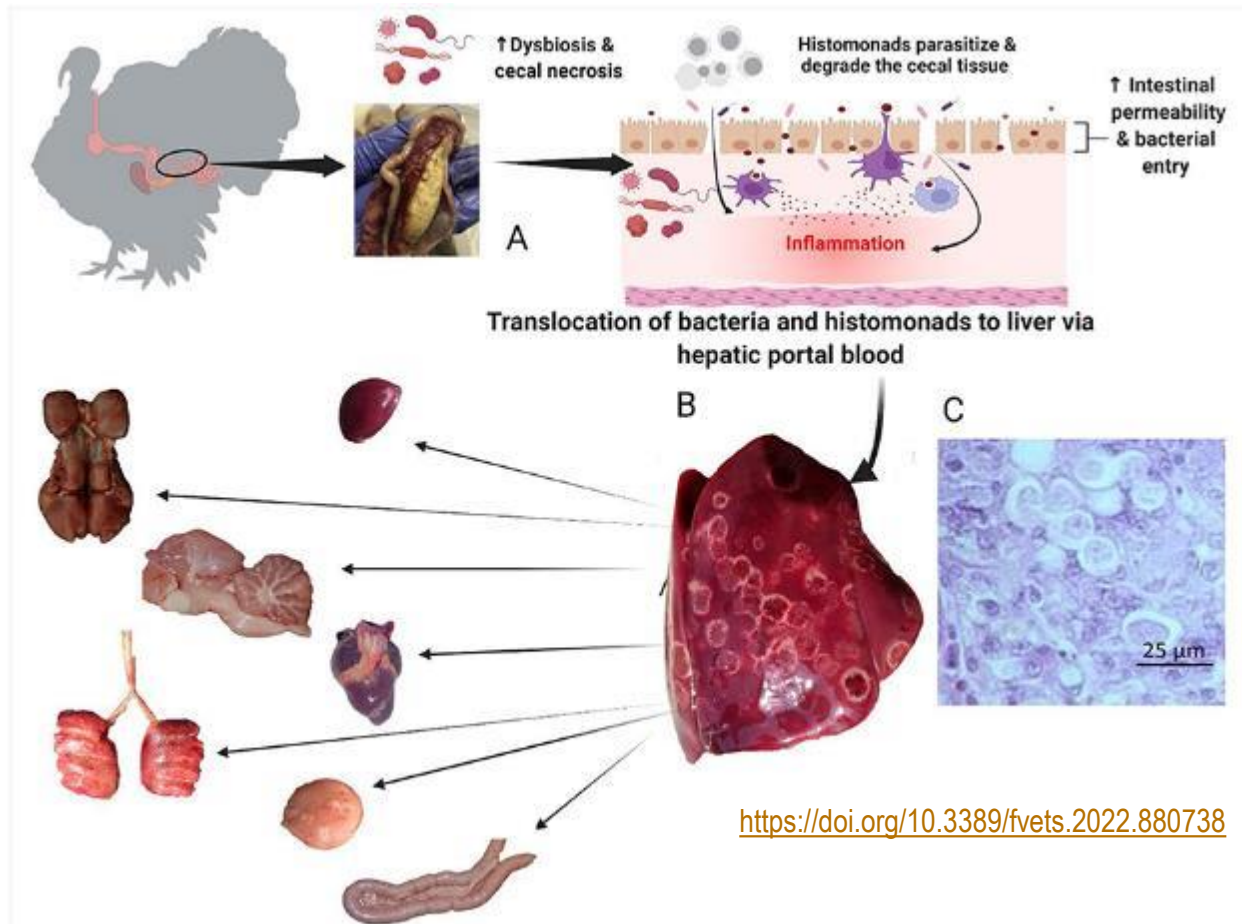 ↑Dysbiosis &
cecal necrosis
Histomonads parasitize &
degrade the cecal tissue
↑ Intestinal
permeability
& bacterial
entry
A
Inflammation
Translocation of bacteria and histomonads to liver via
hepatic portal blood
B
C
25 µm
https://doi.org/10.3389/fvets.2022.880738